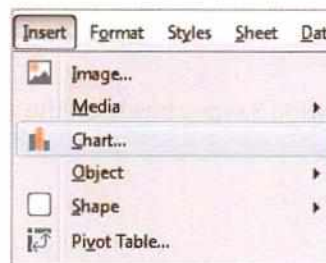 Insert Format Styles Sheet Dat
Image...
Media
Chart...
Object
Shape
Pivot Table...